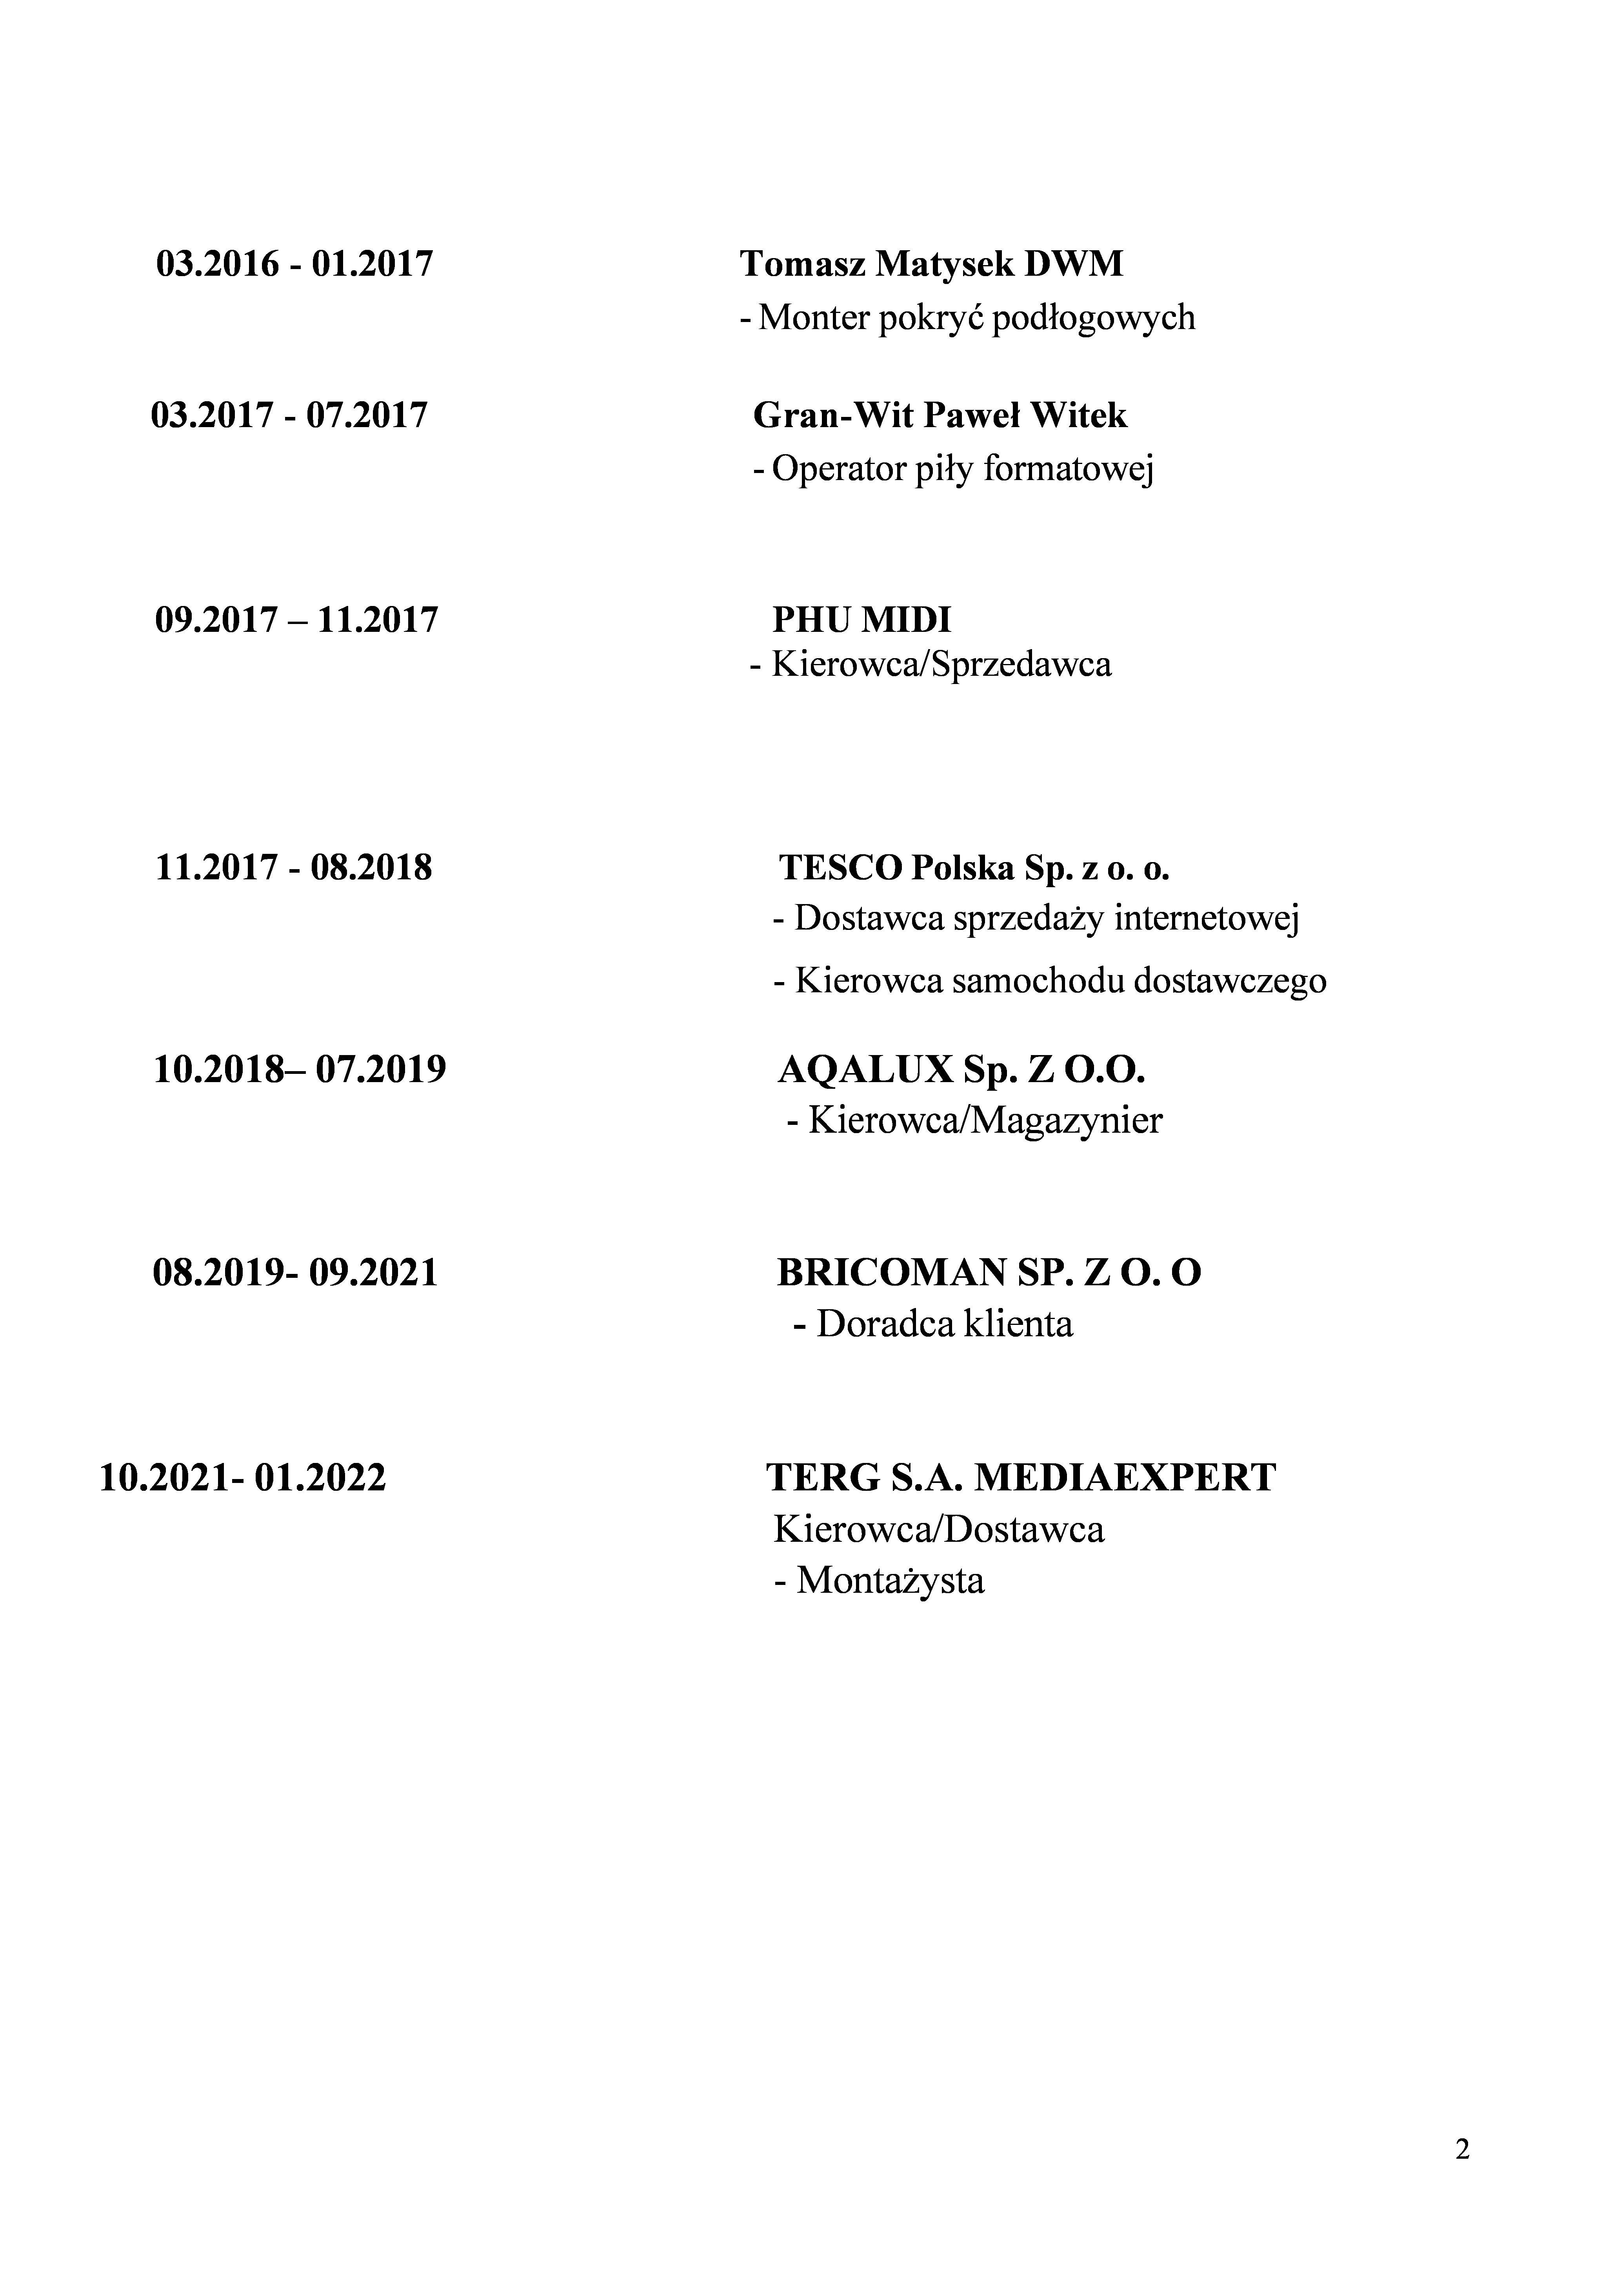 03.2016 - 01.2017 Tomasz Matysek DWM
- Monter pokryć podłogowych
03.2017 - 07.2017 Gran-Wit Paweł Witek
- Operator piły formatowej
09.2017 – 11.2017 PHU MIDI
- Kierowca/Sprzedawca
11.2017 - 08.2018 TESCO Polska Sp. z o. o.
- Dostawca sprzedaży internetowej
- Kierowca samochodu dostawczego
10.2018– 07.2019 AQALUX Sp. Z O.O.
- Kierowca/Magazynier
08.2019- 09.2021 BRICOMAN SP. Z O. O
- Doradca klienta
10.2021- 01.2022 TERG S.A. MEDIAEXPERT
Kierowca/Dostawca
- Montażysta
2